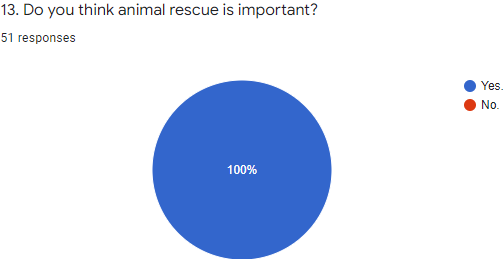 13. Do you think animal rescue is important?
51 responses
Yes.
No.
100%